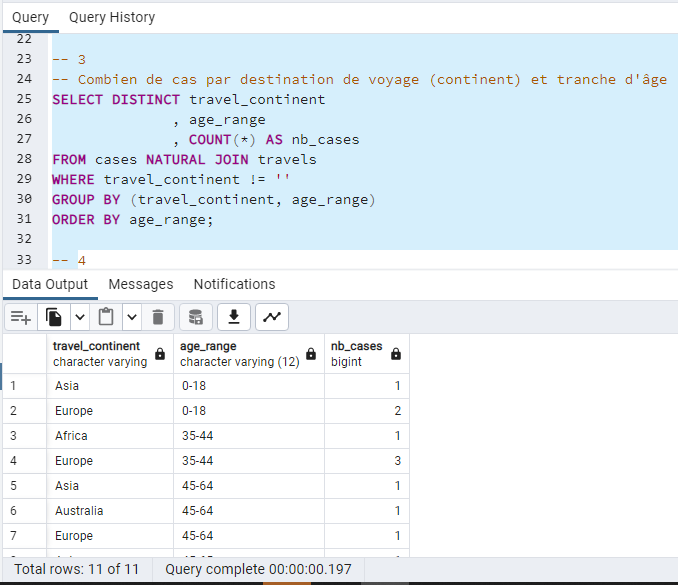 Query Query History
22
23 -- 3
24 -- Combien de cas par destination de voyage (continent) et tranche d'âge
25 SELECT DISTINCT travel_continent
26 , age_range
27 , COUNT(*) AS nb_cases
28 FROM cases NATURAL JOIN travels
29 WHERE travel_continent != ''
30 GROUP BY (travel_continent, age_range)
31 ORDER BY age_range;
32
33 -- 4
Data Output Messages Notifications
travel_continent age_range nb_cases
character varying character varying (12) bigint
1 Asia 0-18 1
2 Europe 0-18 2
3 Africa 35-44 1
4 Europe 35-44 3
5 Asia 45-64 1
6 Australia 45-64 1
7 Europe 45-64 1
Total rows: 11 of 11 Query complete 00:00:00.197